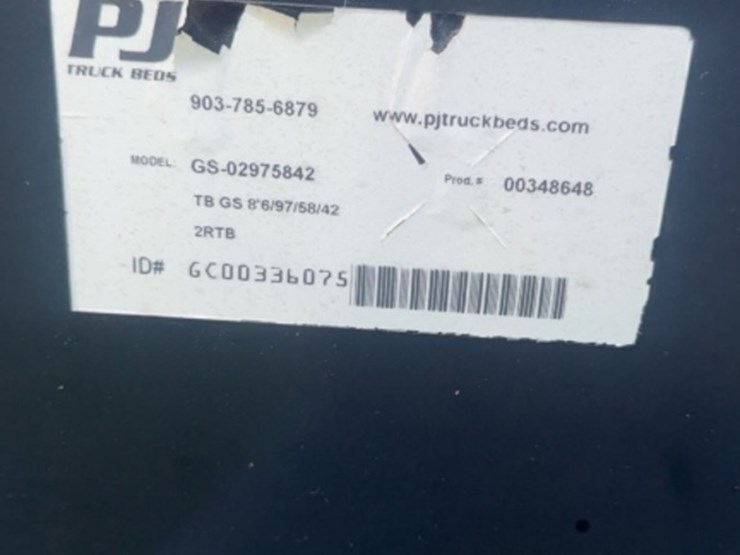 PJ
TRUCK BEDS
903-785-6879 www.pjtruckbeds.com
MODEL: GS-02975842 Prod. # 00348648
TB GS 8'6/97/58/42
2RTB
ID# GC00336075